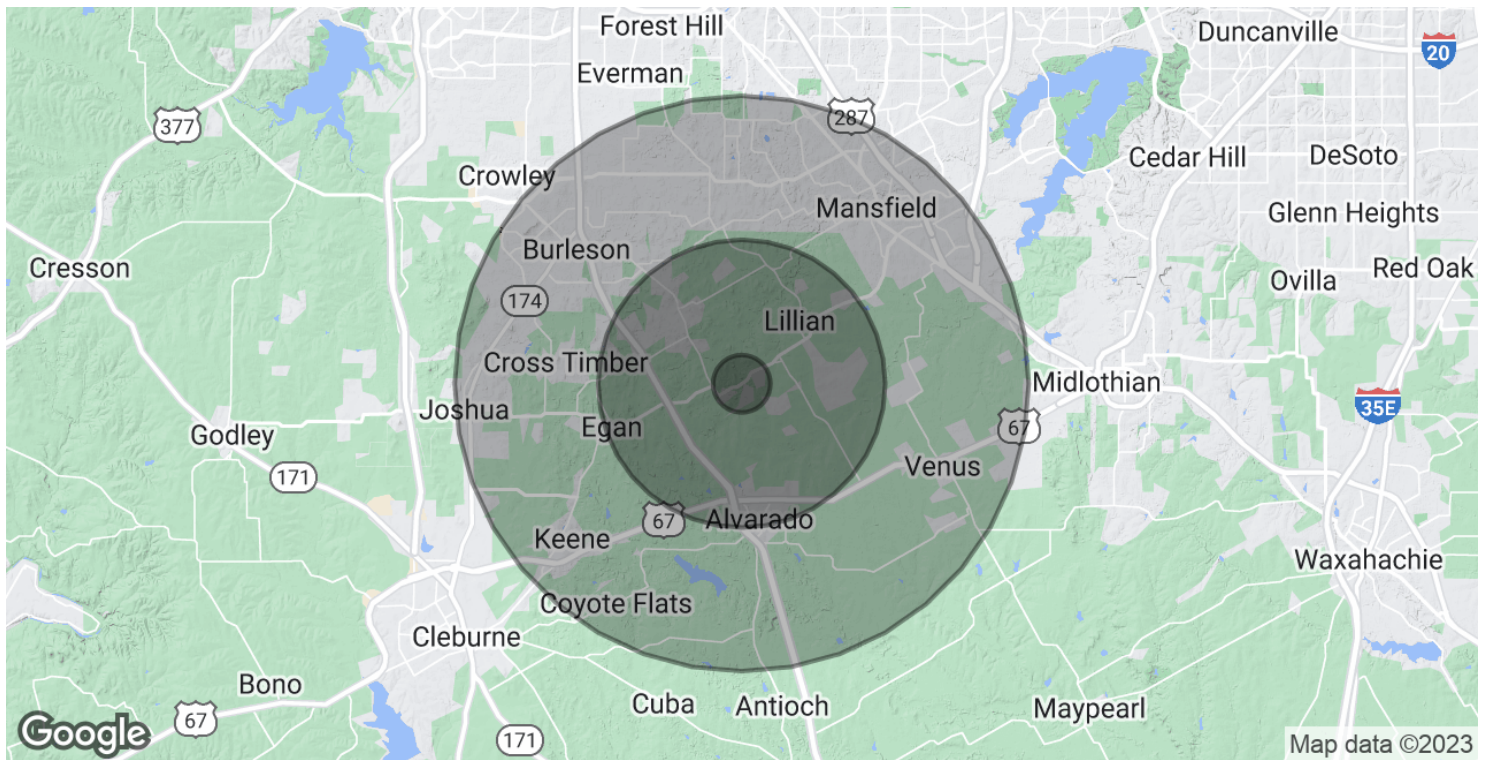 Forest Hill
Duncanville
20
Everman
377
287
Crowley
Cedar Hill
DeSoto
Mansfield
Glenn Heights
Burleson
Cresson
Red Oak
Ovilla
174
Lillian
Cross Timber
Midlothian
Joshua
35E
Godley
Egan
67
171
Venus
67
Alvarado
Keene
Waxahachie
Coyote Flats
Cleburne
Bono
Cuba
Antioch
Maypearl
67
Google
171
Map data ©2023